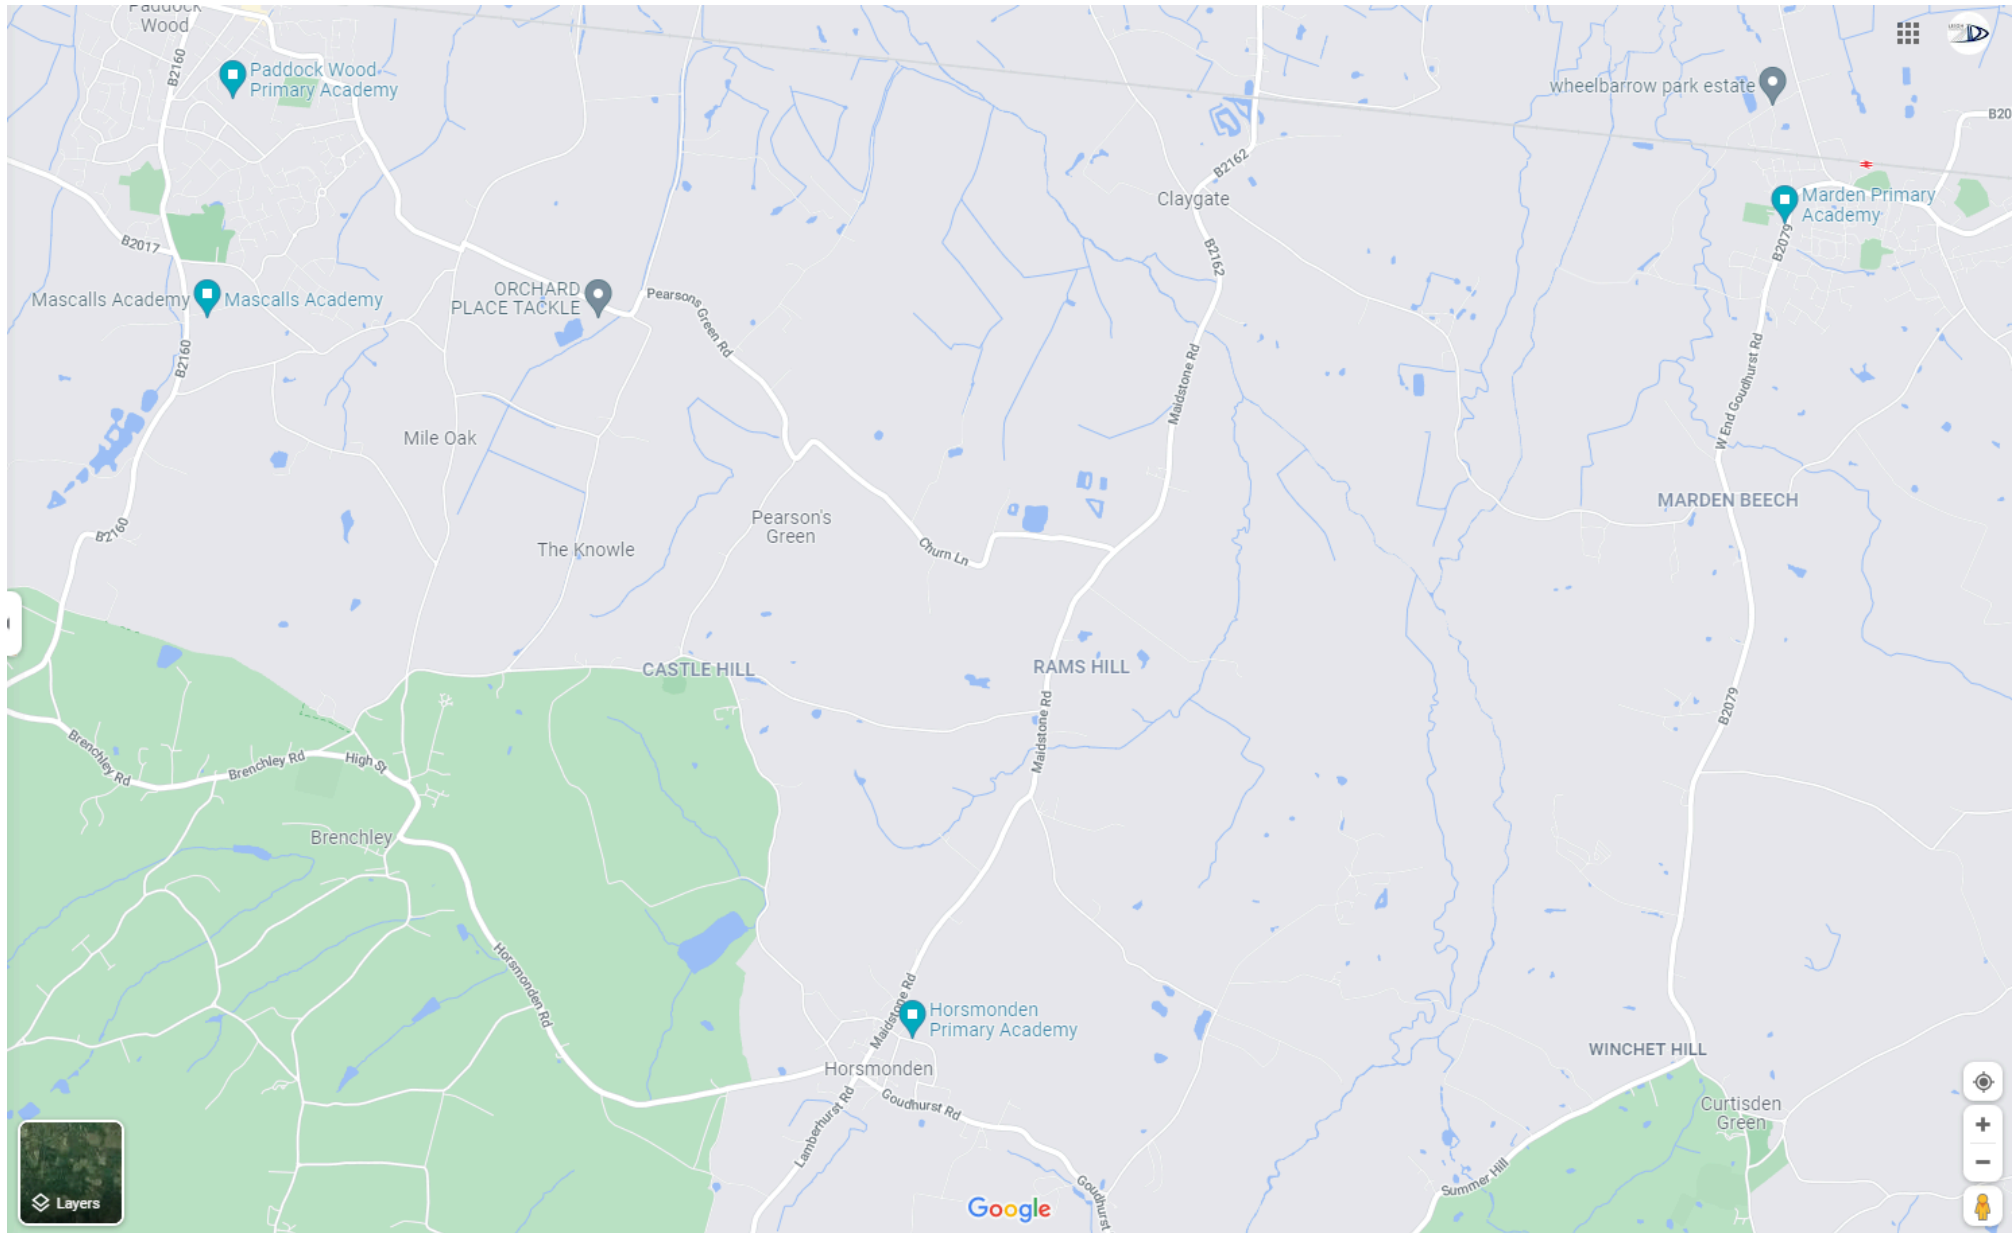 Paddock
Wood
B2160
Paddock Wood
Primary Academy
wheelbarrow park estate
B20
B2162
Claygate
Marden Primary
Academy
B2079
B2017
B2162
Mascalls Academy
Mascalls Academy
ORCHARD
PLACE TACKLE
Pearsons Green Rd
B2160
Maidstone Rd
W End Goudhurst Rd
Mile Oak
MARDEN BEECH
Pearson's
Green
B2160
The Knowle
Churn Ln
CASTLE HILL
RAMS HILL
Maidstone Rd
B2079
Brenchley Rd
Brenchley Rd
High St
Brenchley
Horsmonden Rd
Maidstone Rd
Horsmonden
Primary Academy
WINCHET HILL
Horsmonden
Goudhurst Rd
Lamberhurst Rd
Curtisden
Green
Summer Hill
Goudhurst
Layers
Google